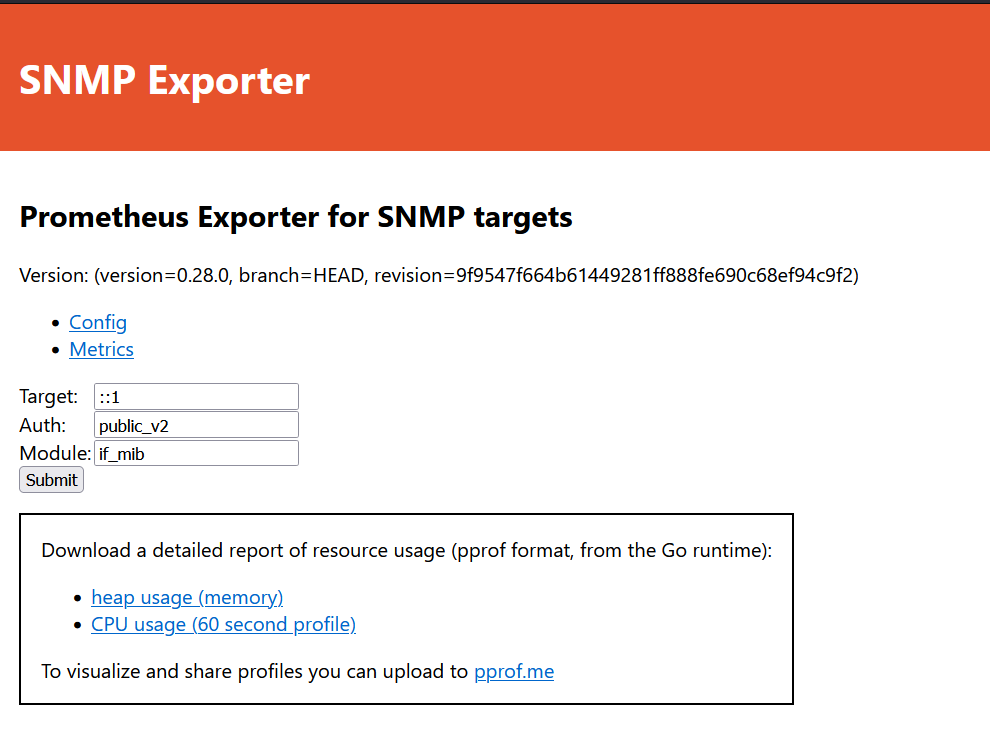 SNMP Exporter
Prometheus Exporter for SNMP targets
Version: (version=0.28.0, branch=HEAD, revision=9f9547f664b61449281ff888fe690c68ef94c9f2)
Config
Metrics
Target: ::1
Auth: public_v2
Module: if_mib
Submit
Download a detailed report of resource usage (pprof format, from the Go runtime):
heap usage (memory)
CPU usage (60 second profile)
To visualize and share profiles you can upload to pprof.me